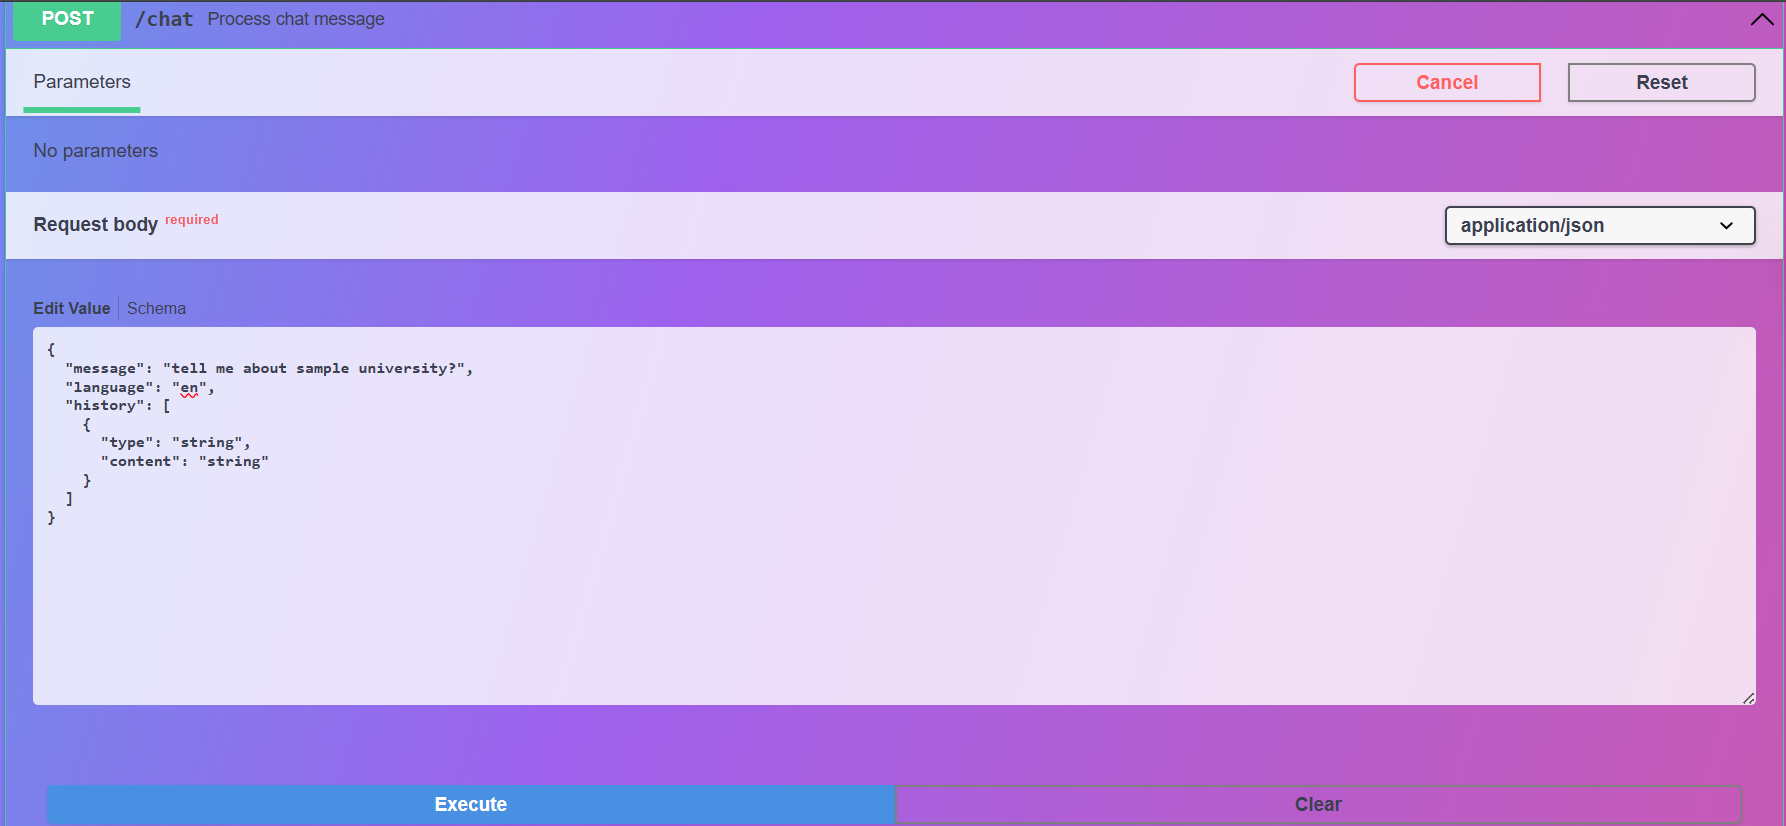 POST /chat Process chat message
Parameters Cancel Reset
No parameters
Request body required application/json
Edit Value Schema
{
  "message": "tell me about sample university?",
  "language": "en",
  "history": [
    {
      "type": "string",
      "content": "string"
    }
  ]
}
Execute Clear